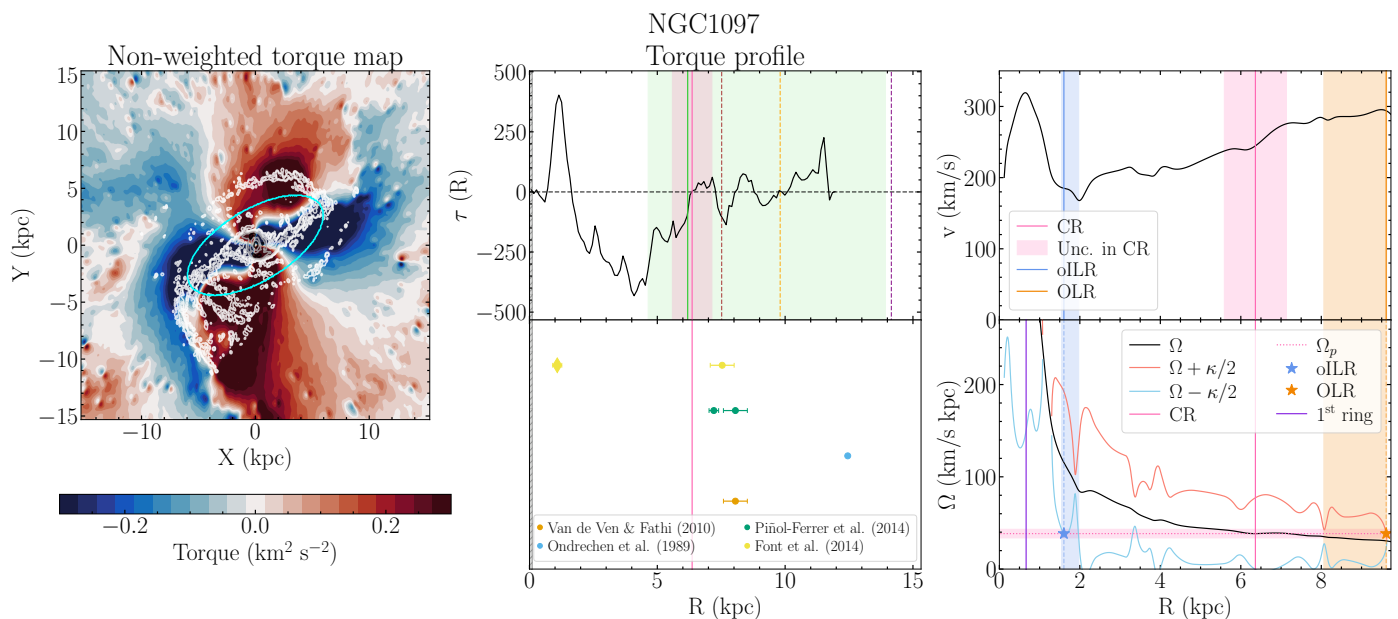 NGC1097
Non-weighted torque map
Torque profile
Y (kpc)
15
10
5
0
−5
−10
−15
−10
0
10
X (kpc)
−0.2
0.0
0.2
Torque (km² s⁻²)
τ (R)
500
250
0
−250
−500
Van de Ven & Fathi (2010)
Ondrechen et al. (1989)
Piñol-Ferrer et al. (2014)
Font et al. (2014)
0
5
10
15
R (kpc)
v (km/s)
300
200
100
0
CR
Unc. in CR
oILR
OLR
Ω (km/s kpc)
200
100
0
Ω
Ω + κ/2
Ω − κ/2
CR
Ωₚ
oILR
OLR
1ˢᵗ ring
0
2
4
6
8
R (kpc)